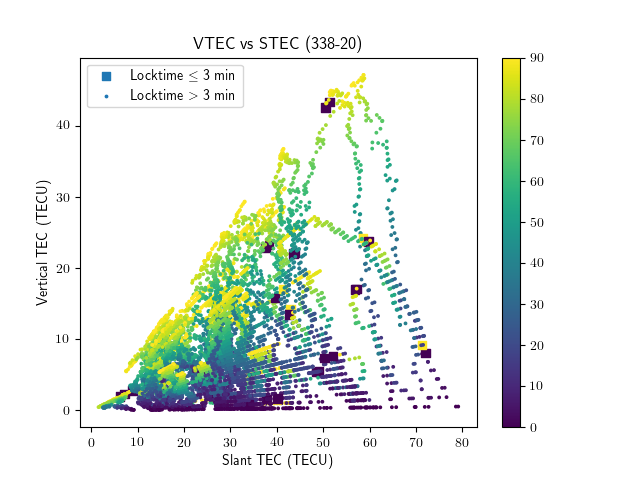 VTEC vs STEC (338-20)
Locktime ≤ 3 min
Locktime > 3 min
Vertical TEC (TECU)
40
30
20
10
0
0 10 20 30 40 50 60 70 80
Slant TEC (TECU)
90
80
70
60
50
40
30
20
10
0